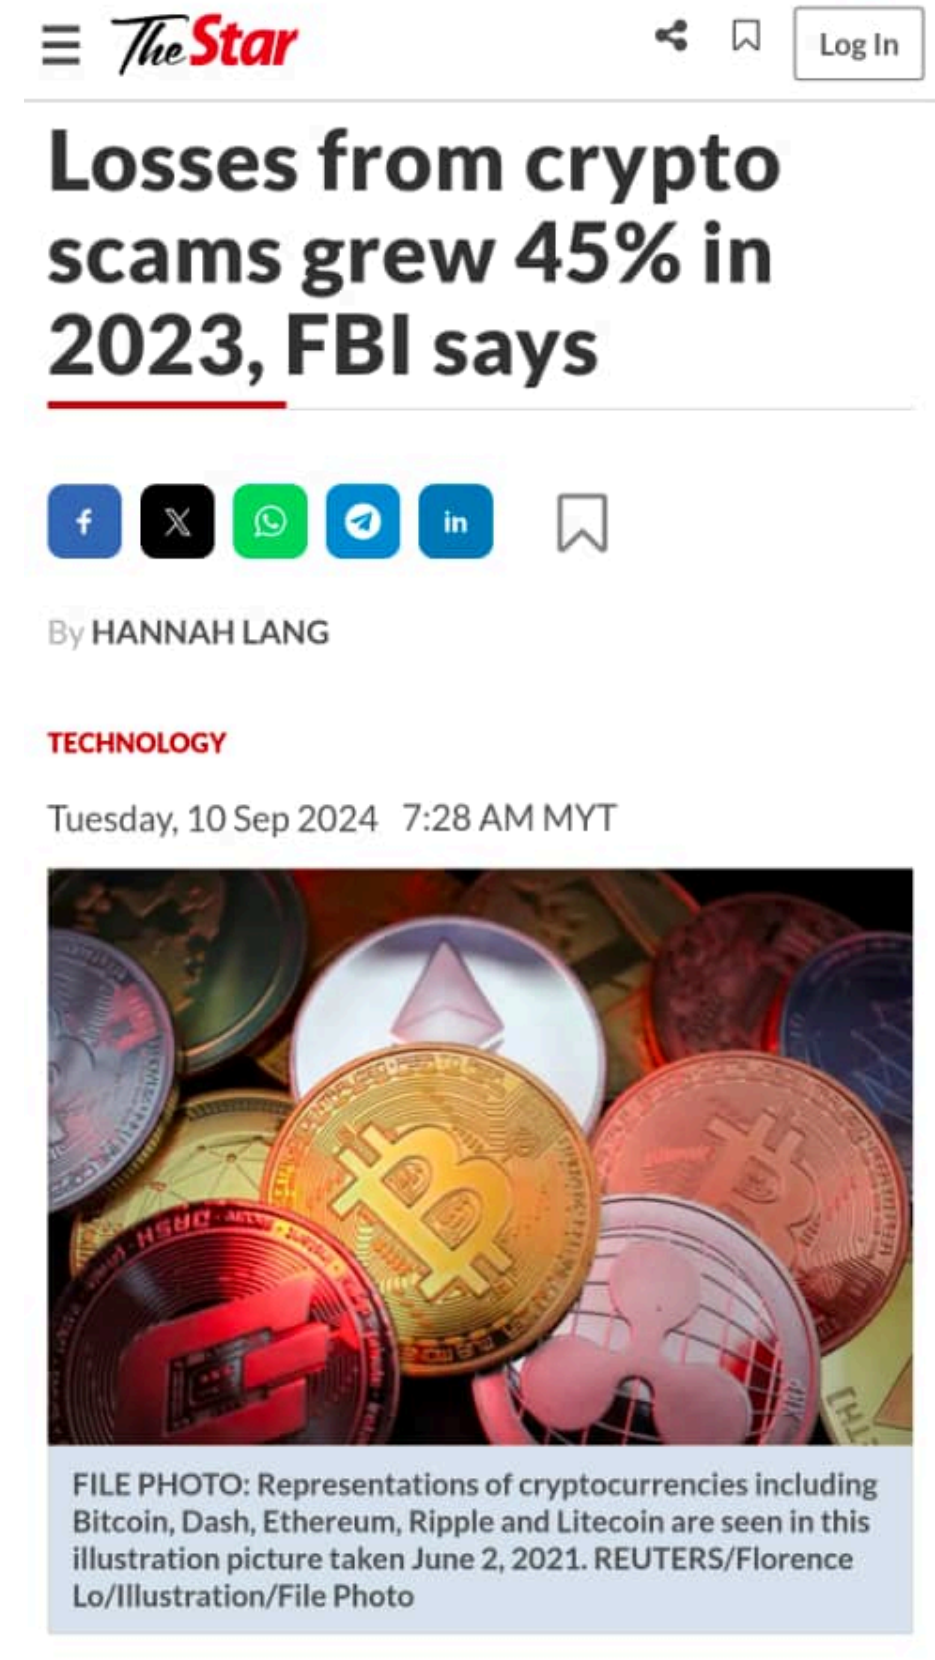 The Star
Log In
Losses from crypto
scams grew 45% in
2023, FBI says
By HANNAH LANG
TECHNOLOGY
Tuesday, 10 Sep 2024 7:28 AM MYT
DASH
FILE PHOTO: Representations of cryptocurrencies including
Bitcoin, Dash, Ethereum, Ripple and Litecoin are seen in this
illustration picture taken June 2, 2021. REUTERS/Florence
Lo/Illustration/File Photo